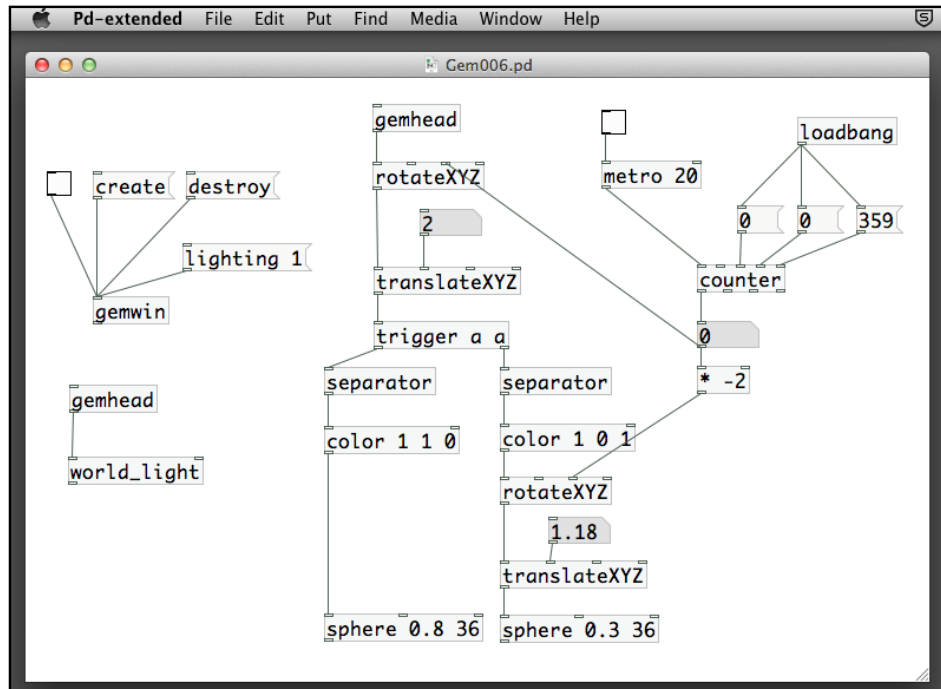 Pd-extended File Edit Put Find Media Window Help
Gem006.pd
gemhead
loadbang
create
destroy
rotateXYZ
metro 20
2
0
0
359
lighting 1
translateXYZ
counter
gemwin
trigger a a
0
separator
separator
* -2
gemhead
color 1 1 0
color 1 0 1
world_light
rotateXYZ
1.18
translateXYZ
sphere 0.8 36
sphere 0.3 36